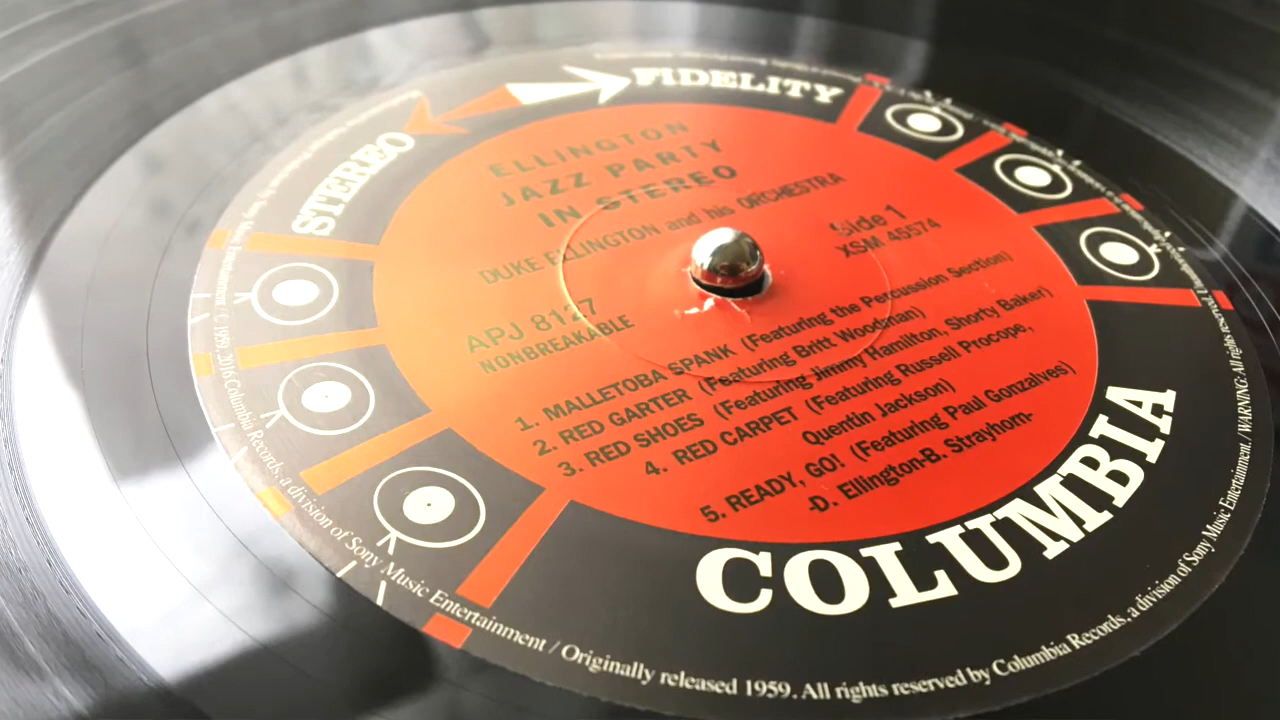 STEREO
FIDELITY
ELLINGTON
JAZZ PARTY
IN STEREO
DUKE ELLINGTON and his ORCHESTRA
Side 1
XSM 45574
APJ 8127
NONBREAKABLE
1. MALLETOBA SPANK (Featuring the Percussion Section)
2. RED GARTER (Featuring Britt Woodman)
3. RED SHOES (Featuring Jimmy Hamilton, Shorty Baker)
4. RED CARPET (Featuring Russell Procope,
Quentin Jackson)
5. READY, GO! (Featuring Paul Gonzalves)
-D. Ellington-B. Strayhorn-
COLUMBIA
1959, 2016 Columbia Records, a division of Sony Music Entertainment / Originally released 1959. All rights reserved by Columbia Records, a division of Sony Music Entertainment. / WARNING: All rights reserved.